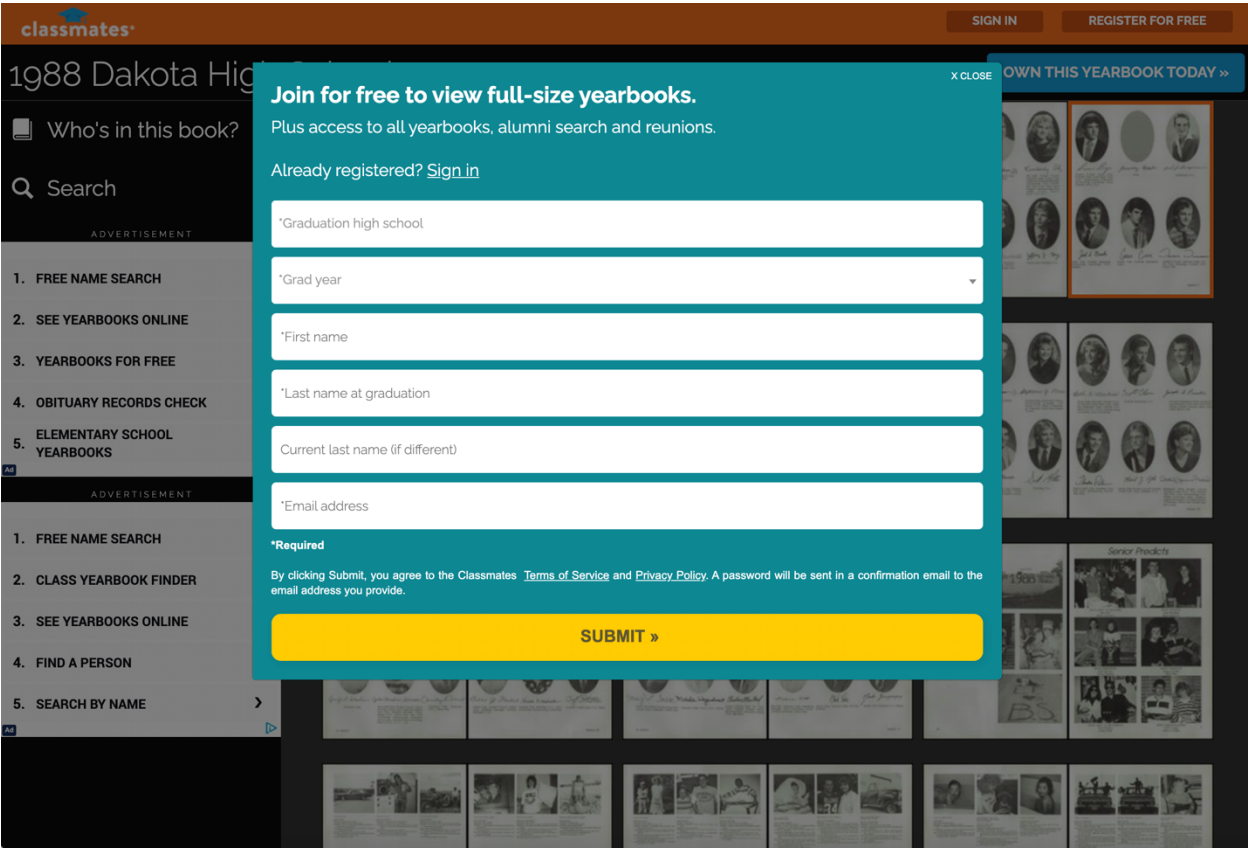 classmates
SIGN IN
REGISTER FOR FREE
1988 Dakota Hig
OWN THIS YEARBOOK TODAY »
X CLOSE
Join for free to view full-size yearbooks.
Plus access to all yearbooks, alumni search and reunions.
Already registered? Sign in
*Graduation high school
*Grad year
*First name
*Last name at graduation
Current last name (if different)
*Email address
*Required
By clicking Submit, you agree to the Classmates Terms of Service and Privacy Policy. A password will be sent in a confirmation email to the
email address you provide.
SUBMIT »
Who's in this book?
Search
ADVERTISEMENT
1. FREE NAME SEARCH
2. SEE YEARBOOKS ONLINE
3. YEARBOOKS FOR FREE
4. OBITUARY RECORDS CHECK
5. ELEMENTARY SCHOOL
YEARBOOKS
Ad
ADVERTISEMENT
1. FREE NAME SEARCH
2. CLASS YEARBOOK FINDER
3. SEE YEARBOOKS ONLINE
4. FIND A PERSON
5. SEARCH BY NAME
Ad
Senior Predicts
1988
BS